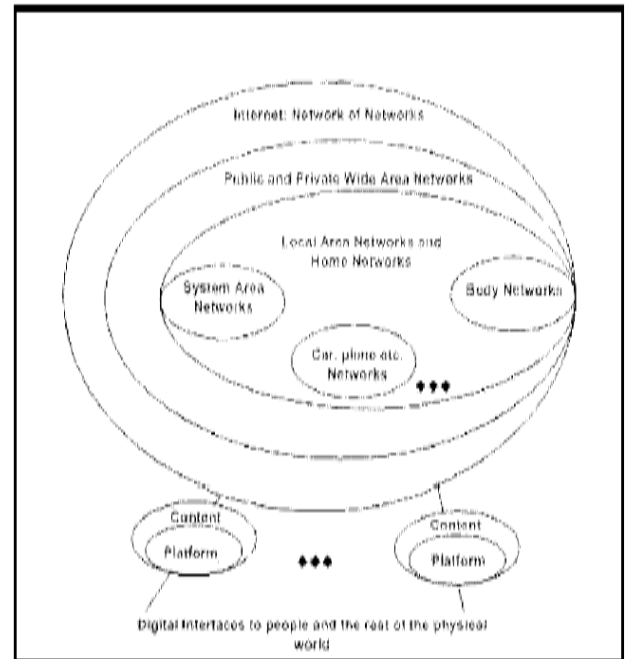 Internet: Network of Networks
Public and Private Wide Area Networks
Local Area Networks and
Home Networks
System Area
Networks
Body Networks
Car, plane etc.
Networks
Content
Platform
Content
Platform
Digital Interfaces to people and the rest of the physical
world